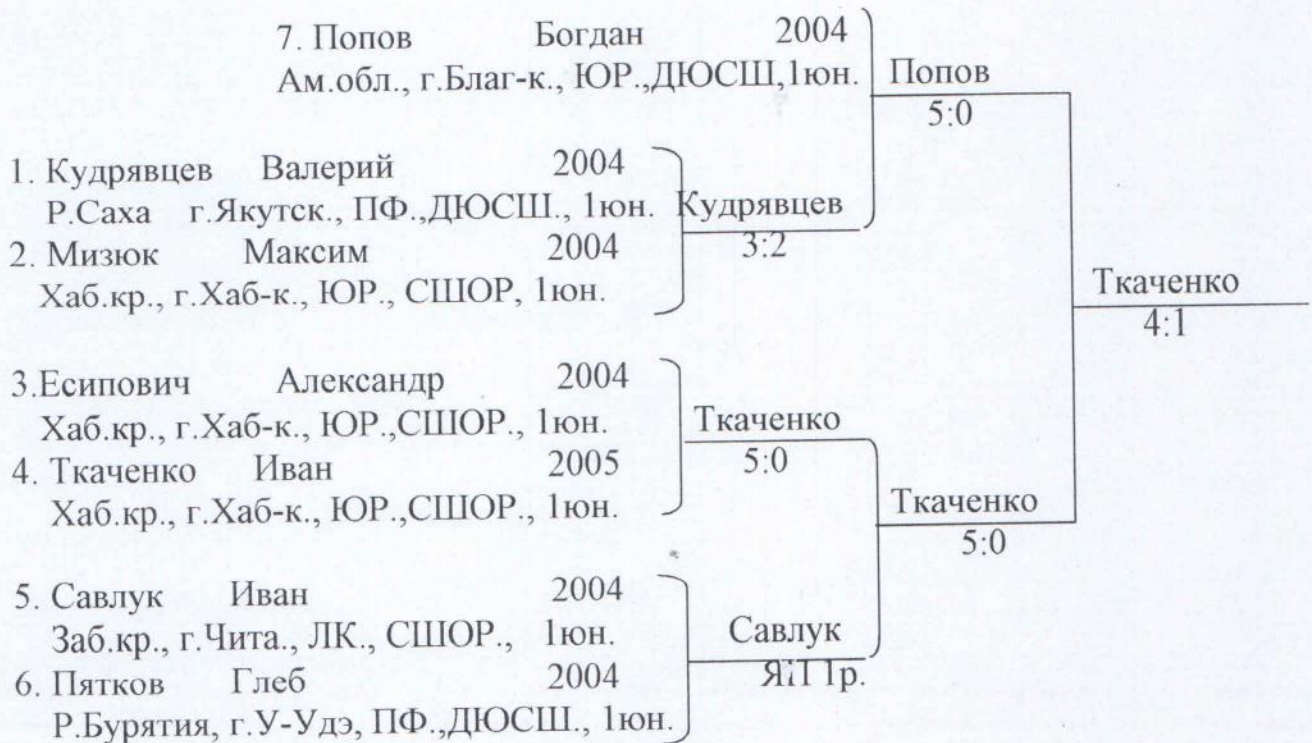 7. Попов Богдан 2004
Ам.обл., г.Благ-к., ЮР.,ДЮСШ,1юн.
Попов
5:0
1. Кудрявцев Валерий 2004
Р.Саха г.Якутск., ПФ.,ДЮСШ., 1юн.
Кудрявцев
3:2
2. Мизюк Максим 2004
Хаб.кр., г.Хаб-к., ЮР., СШОР, 1юн.
Ткаченко
4:1
3.Есипович Александр 2004
Хаб.кр., г.Хаб-к., ЮР.,СШОР., 1юн.
Ткаченко
5:0
4. Ткаченко Иван 2005
Хаб.кр., г.Хаб-к., ЮР.,СШОР., 1юн.
Ткаченко
5:0
5. Савлук Иван 2004
Заб.кр., г.Чита., ЛК., СШОР., 1юн.
Савлук
ЯП 1р.
6. Пятков Глеб 2004
Р.Бурятия, г.У-Удэ, ПФ.,ДЮСШ., 1юн.